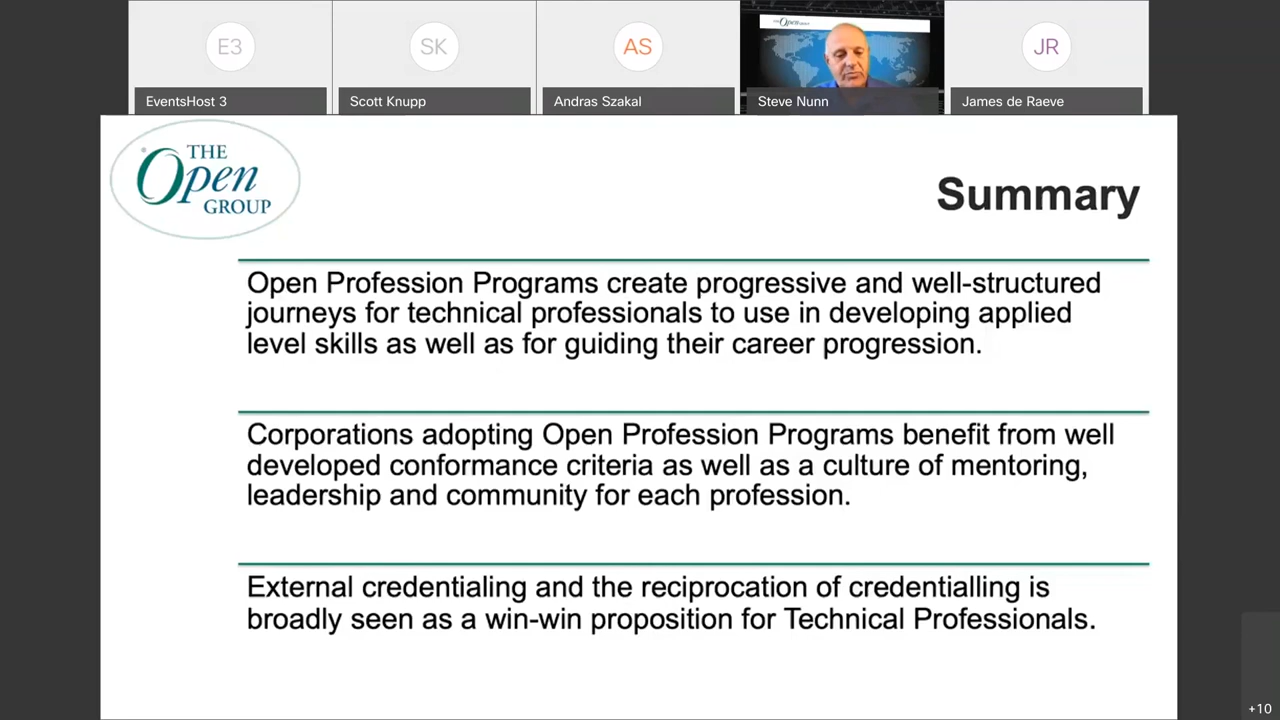 E3
SK
AS
THE Open GROUP
JR
EventsHost 3
Scott Knupp
Andras Szakal
Steve Nunn
James de Raeve
THE
Open
GROUP
Summary
Open Profession Programs create progressive and well-structured
journeys for technical professionals to use in developing applied
level skills as well as for guiding their career progression.
Corporations adopting Open Profession Programs benefit from well
developed conformance criteria as well as a culture of mentoring,
leadership and community for each profession.
External credentialing and the reciprocation of credentialling is
broadly seen as a win-win proposition for Technical Professionals.
+10